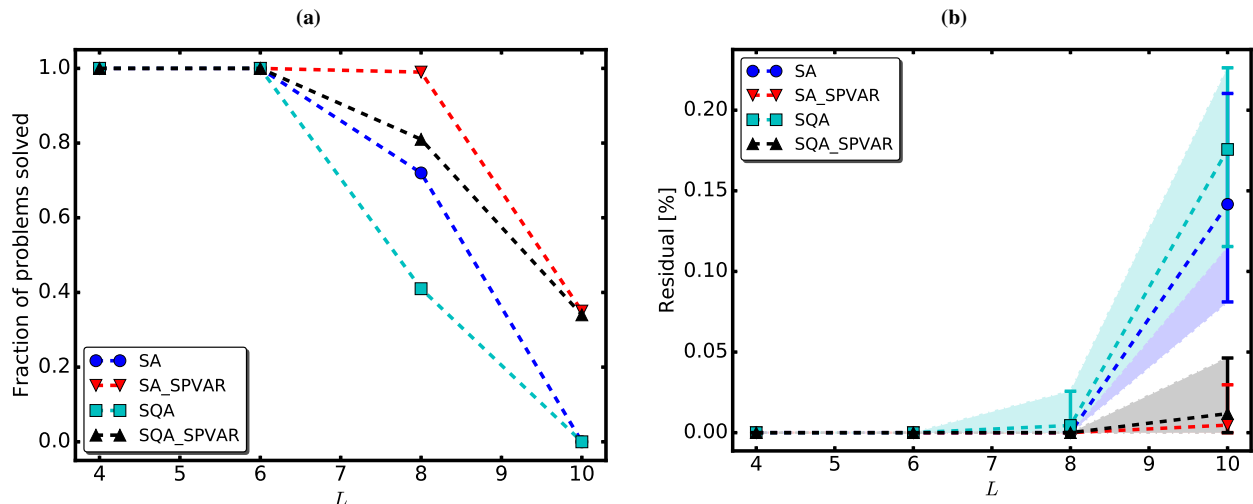 (a)
Fraction of problems solved
1.0
0.8
0.6
0.4
0.2
0.0
SA
SA_SPVAR
SQA
SQA_SPVAR
4 5 6 7 8 9 10
L
(b)
Residual [%]
0.20
0.15
0.10
0.05
0.00
SA
SA_SPVAR
SQA
SQA_SPVAR
4 5 6 7 8 9 10
L